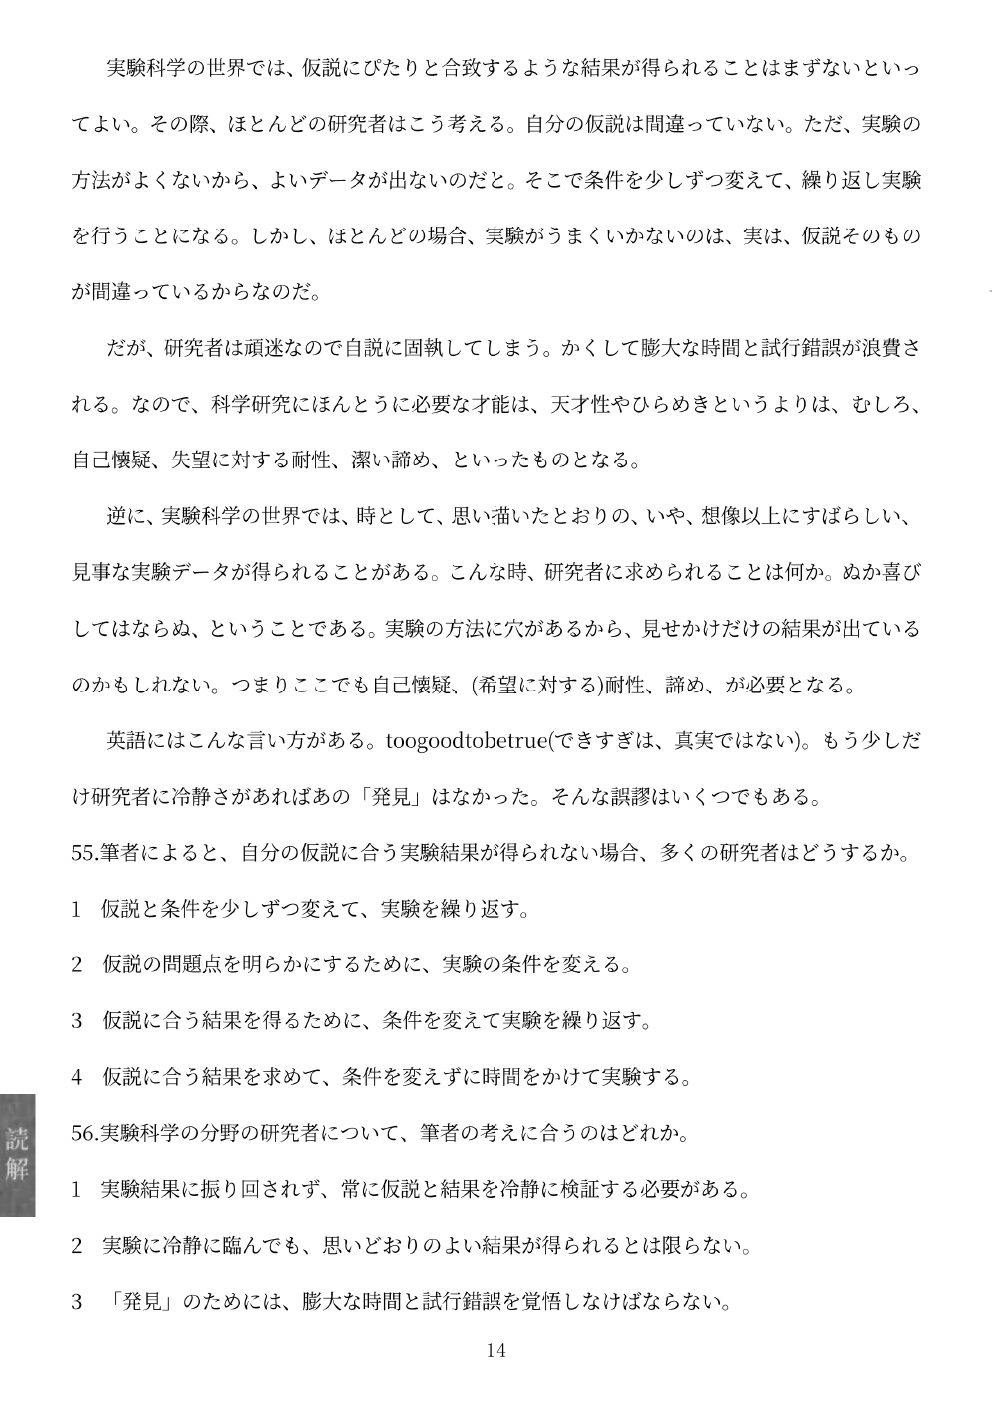 実験科学の世界では、仮説にぴたりと合致するような結果が得られることはまずないといっ
てよい。その際、ほとんどの研究者はこう考える。自分の仮説は間違っていない。ただ、実験の
方法がよくないから、よいデータが出ないのだと。そこで条件を少しずつ変えて、繰り返し実験
を行うことになる。しかし、ほとんどの場合、実験がうまくいかないのは、実は、仮説そのもの
が間違っているからなのだ。
だが、研究者は頑迷なので自説に固執してしまう。かくして膨大な時間と試行錯誤が浪費さ
れる。なので、科学研究にほんとうに必要な才能は、天才性やひらめきというよりは、むしろ、
自己懐疑、失望に対する耐性、潔い諦め、といったものとなる。
逆に、実験科学の世界では、時として、思い描いたとおりの、いや、想像以上にすばらしい、
見事な実験データが得られることがある。こんな時、研究者に求められることは何か。ぬか喜び
してはならぬ、ということである。実験の方法に穴があるから、見せかけだけの結果が出ている
のかもしれない。つまりここでも自己懐疑、(希望に対する)耐性、諦め、が必要となる。
英語にはこんな言い方がある。toogoodtobetrue(できすぎは、真実ではない)。もう少しだ
け研究者に冷静さがあればあの「発見」はなかった。そんな誤謬はいくつでもある。
55.筆者によると、自分の仮説に合う実験結果が得られない場合、多くの研究者はどうするか。
1 仮説と条件を少しずつ変えて、実験を繰り返す。
2 仮説の問題点を明らかにするために、実験の条件を変える。
3 仮説に合う結果を得るために、条件を変えて実験を繰り返す。
4 仮説に合う結果を求めて、条件を変えずに時間をかけて実験する。
56.実験科学の分野の研究者について、筆者の考えに合うのはどれか。
1 実験結果に振り回されず、常に仮説と結果を冷静に検証する必要がある。
2 実験に冷静に臨んでも、思いどおりのよい結果が得られるとは限らない。
3 「発見」のためには、膨大な時間と試行錯誤を覚悟しなけばならない。
読解
14